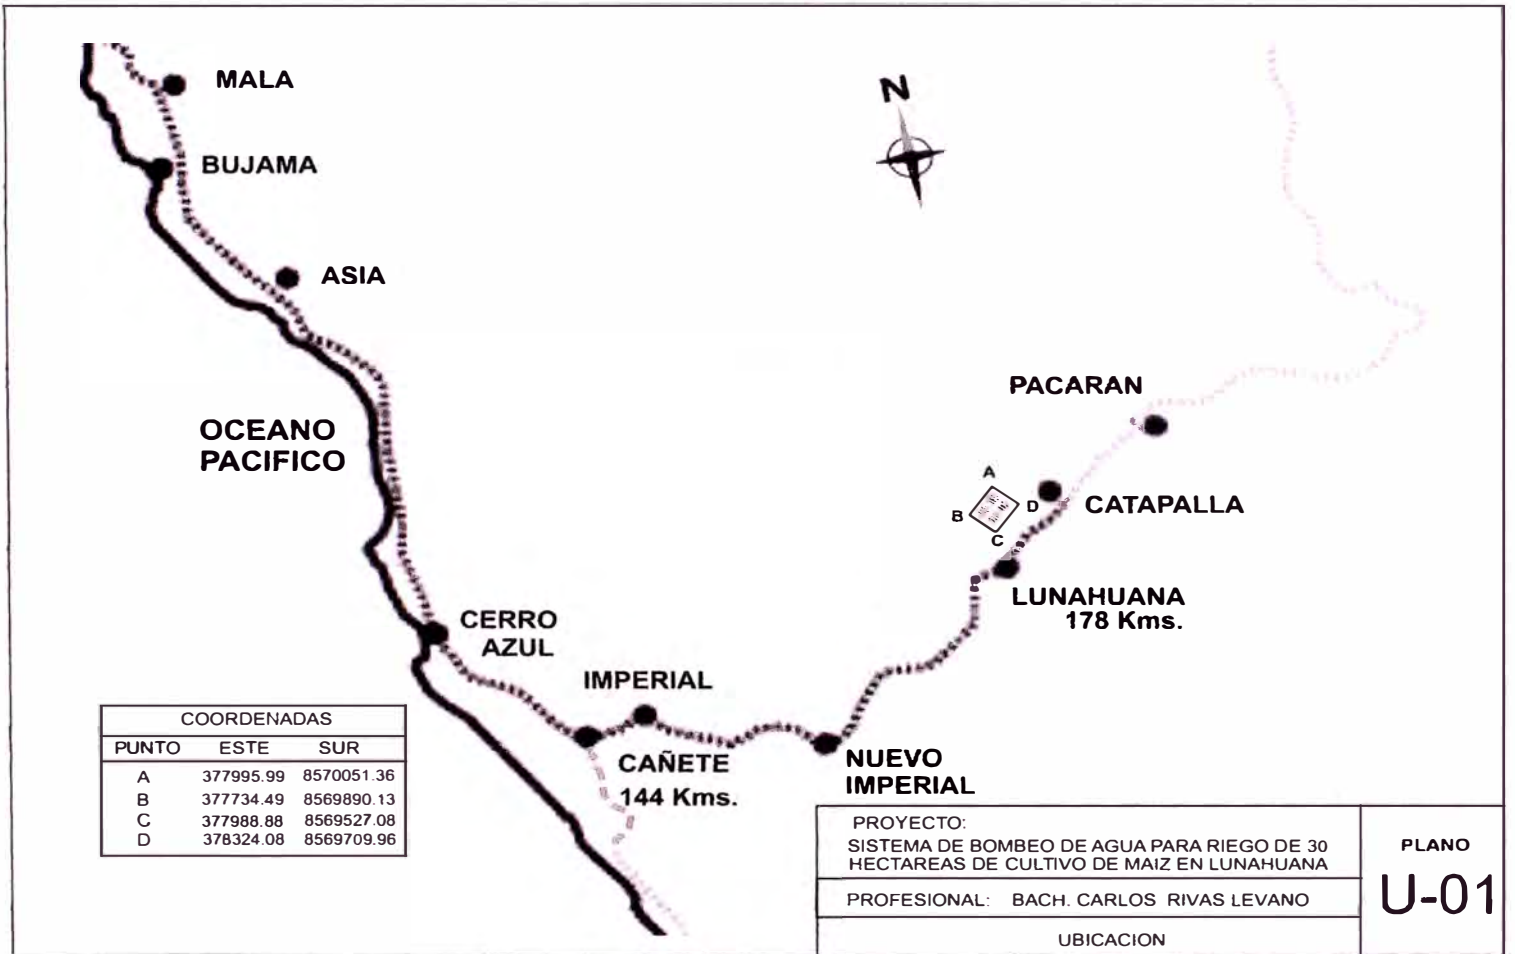 MALA
N
BUJAMA
ASIA
PACARAN
OCEANO
PACIFICO
A
B
D
C
CATAPALLA
LUNAHUANA
178 Kms.
CERRO
AZUL
IMPERIAL
CAÑETE
144 Kms.
NUEVO
IMPERIAL
COORDENADAS
PUNTO ESTE SUR
A 377995.99 8570051.36
B 377734.49 8569890.13
C 377988.88 8569527.08
D 378324.08 8569709.96
PROYECTO:
SISTEMA DE BOMBEO DE AGUA PARA RIEGO DE 30
HECTAREAS DE CULTIVO DE MAIZ EN LUNAHUANA
PROFESIONAL: BACH. CARLOS RIVAS LEVANO
UBICACION
PLANO
U-01